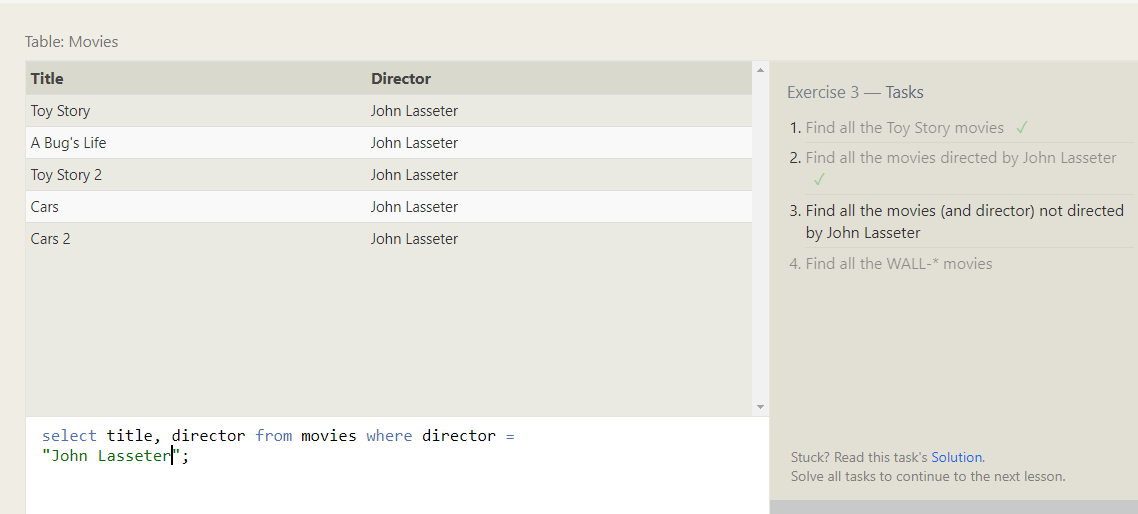 Table: Movies
Title Director
Toy Story John Lasseter
A Bug's Life John Lasseter
Toy Story 2 John Lasseter
Cars John Lasseter
Cars 2 John Lasseter
select title, director from movies where director =
"John Lasseter";
Exercise 3 — Tasks
1. Find all the Toy Story movies ✓
2. Find all the movies directed by John Lasseter
✓
3. Find all the movies (and director) not directed
by John Lasseter
4. Find all the WALL-* movies
Stuck? Read this task's Solution.
Solve all tasks to continue to the next lesson.